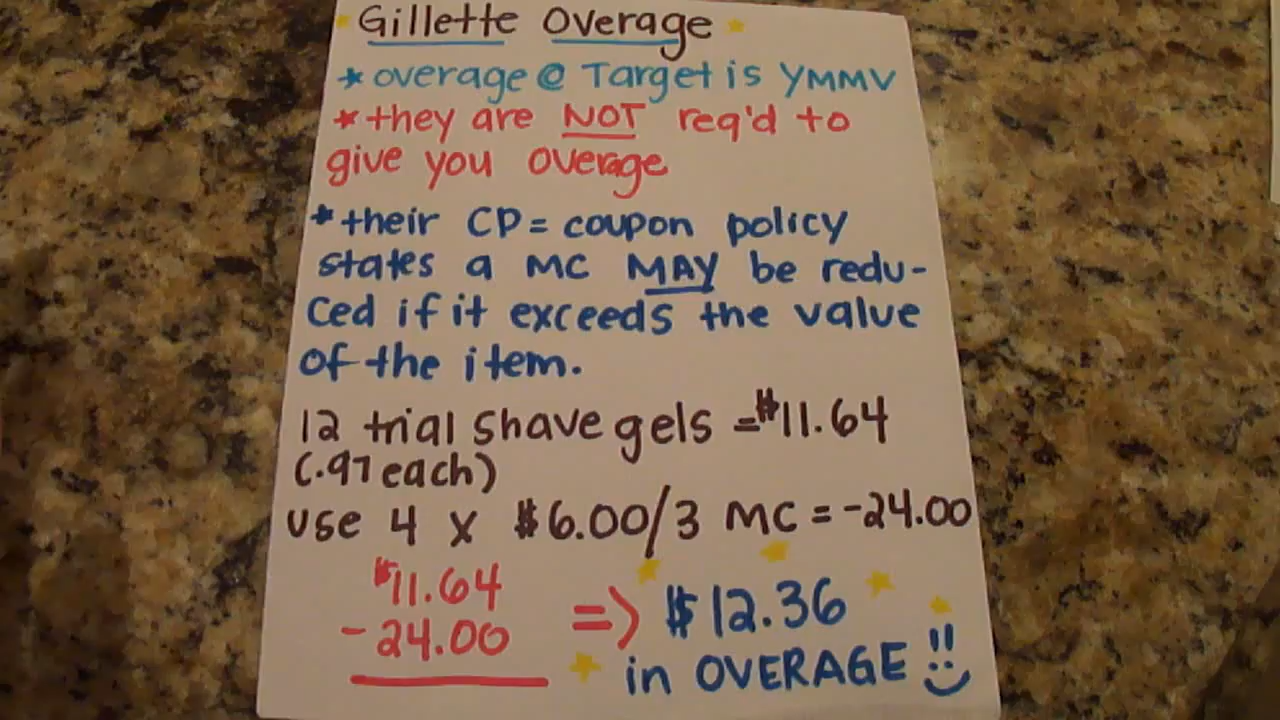 Gillette Overage
* overage @ Target is YMMV
* they are NOT req'd to
give you overage
* their CP = coupon policy
states a MC MAY be redu-
ced if it exceeds the value
of the item.
12 trial shave gels = $11.64
(.97 each)
use 4 x $6.00/3 MC = -24.00
$11.64
- 24.00
=> $12.36
in OVERAGE !!